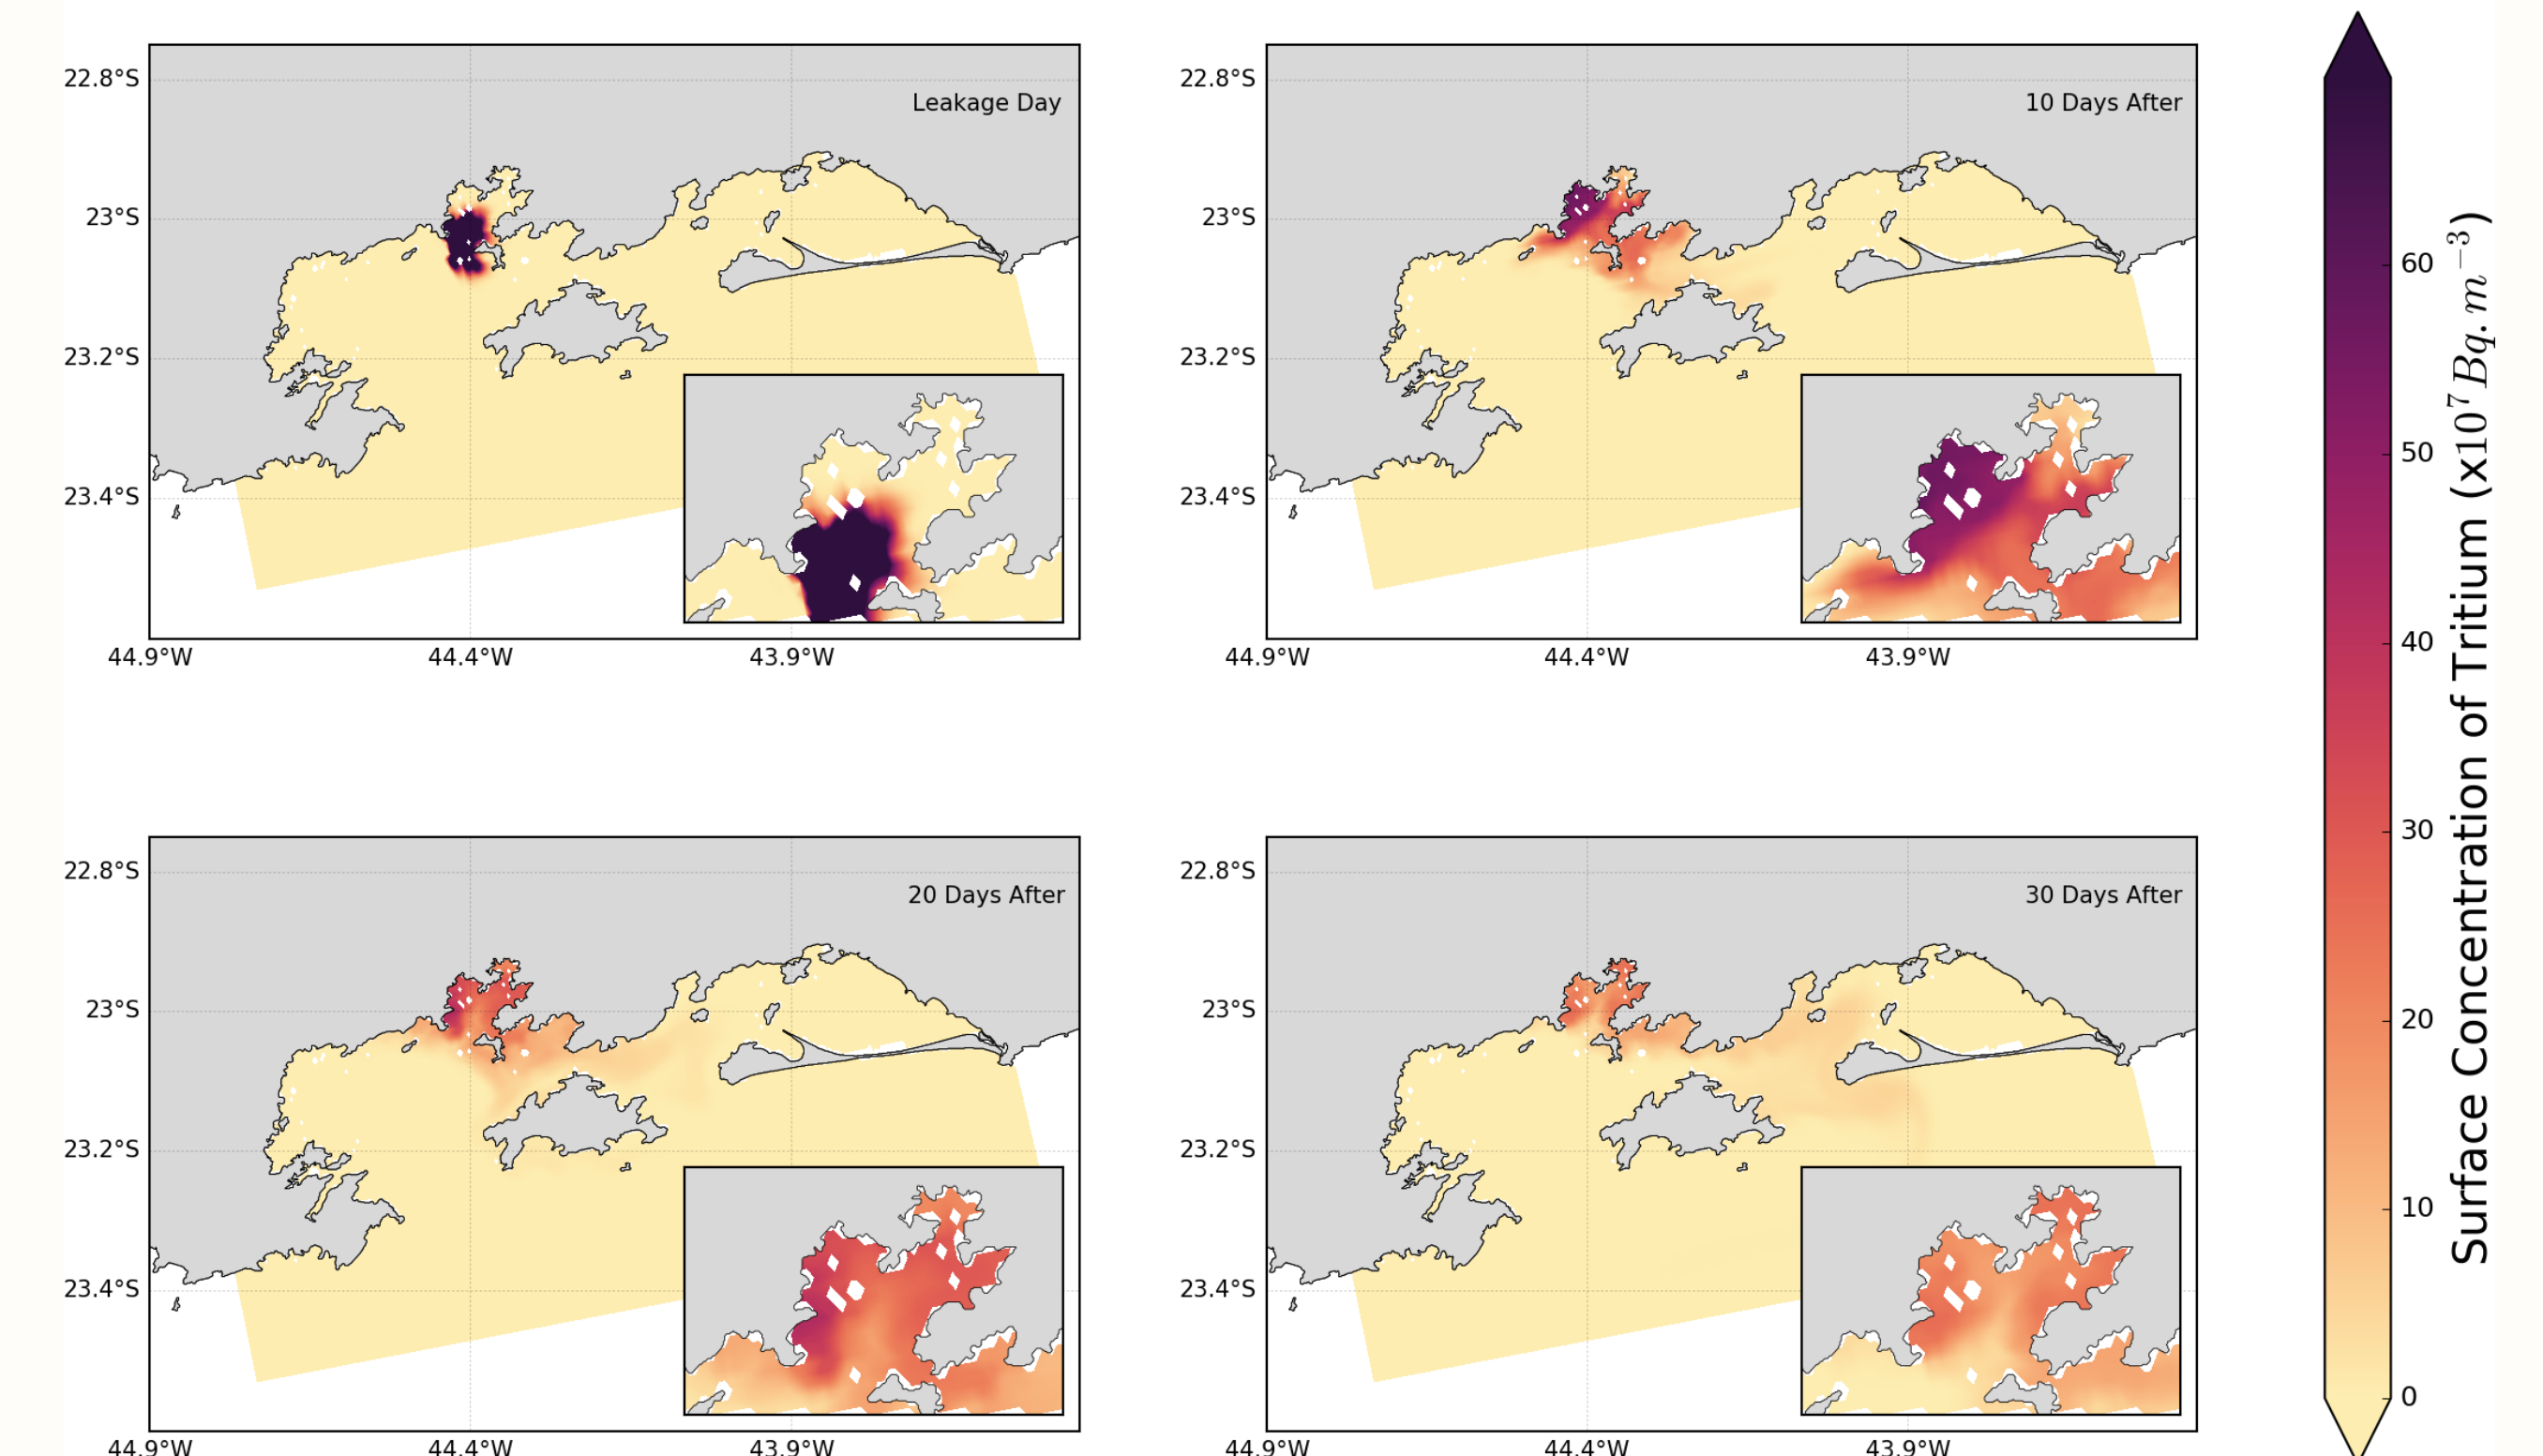 22.8°S
Leakage Day
23°S
23.2°S
23.4°S
44.9°W 44.4°W 43.9°W
22.8°S
10 Days After
23°S
23.2°S
23.4°S
44.9°W 44.4°W 43.9°W
22.8°S
20 Days After
23°S
23.2°S
23.4°S
44.9°W 44.4°W 43.9°W
22.8°S
30 Days After
23°S
23.2°S
23.4°S
44.9°W 44.4°W 43.9°W
60
50
40
30
20
10
0
Surface Concentration of Tritium (x10⁷ Bq.m⁻³)